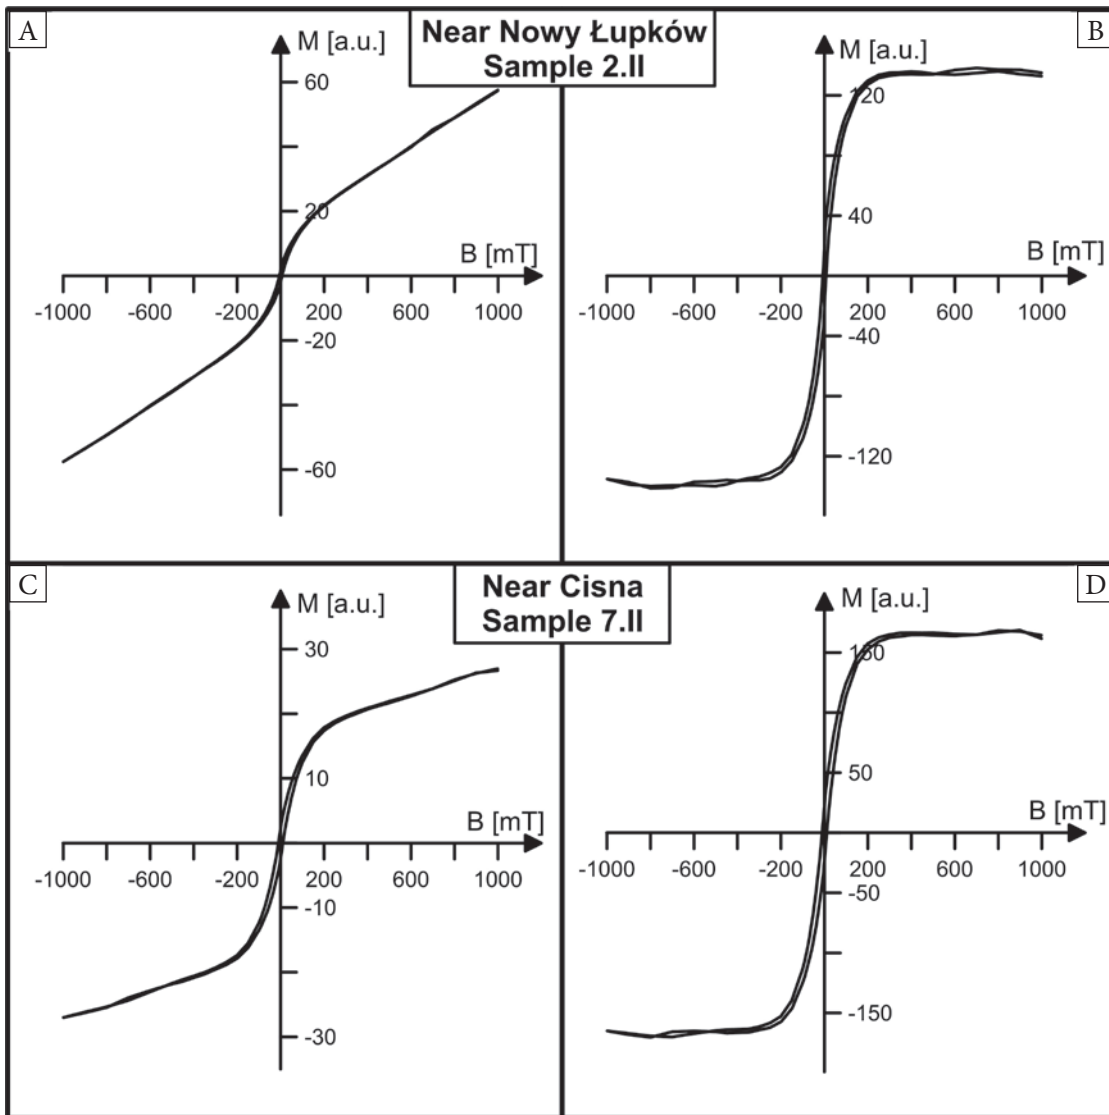 A
M [a.u.]
Near Nowy Łupków
Sample 2.II
M [a.u.]
B
60
120
20
40
B [mT]
B [mT]
-1000 -600 -200 200 600 1000
-1000 -600 -200 200 600 1000
-20
-40
-60
-120
C
M [a.u.]
Near Cisna
Sample 7.II
M [a.u.]
D
30
150
10
50
B [mT]
B [mT]
-1000 -600 -200 200 600 1000
-1000 -600 -200 200 600 1000
-10
-50
-30
-150